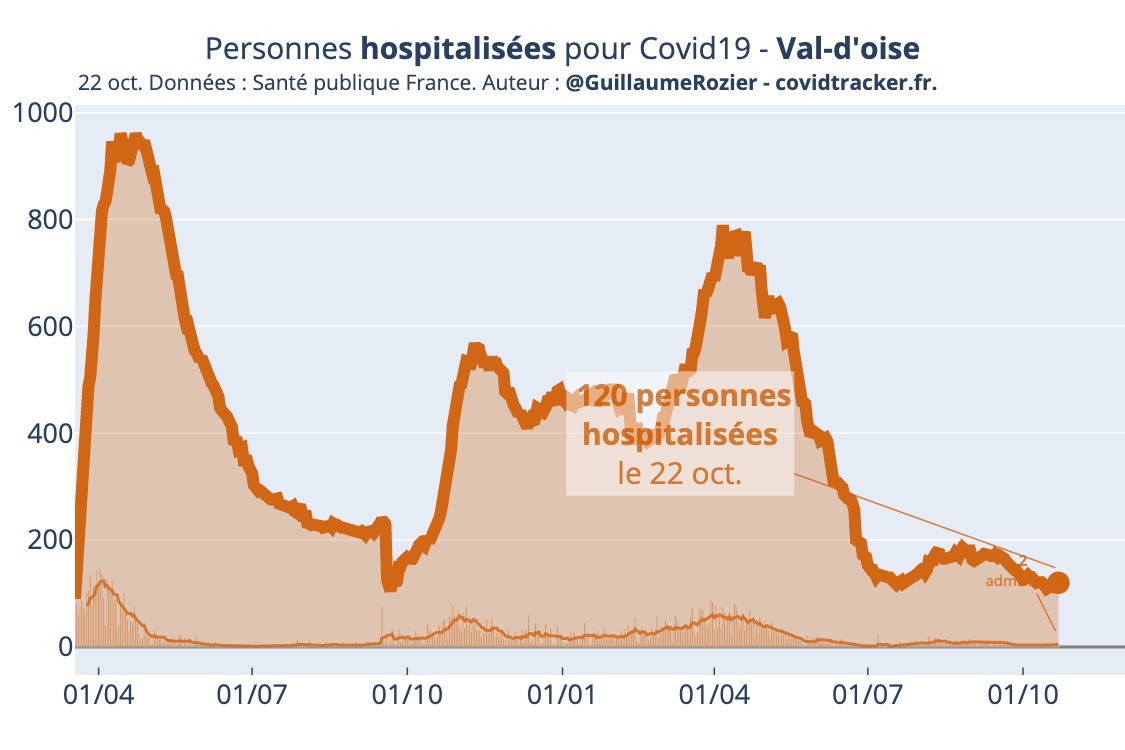 Personnes hospitalisées pour Covid19 - Val-d'oise
22 oct. Données : Santé publique France. Auteur : @GuillaumeRozier - covidtracker.fr.
1000
800
600
400
200
0
120 personnes
hospitalisées
le 22 oct.
2
adm
01/04
01/07
01/10
01/01
01/04
01/07
01/10